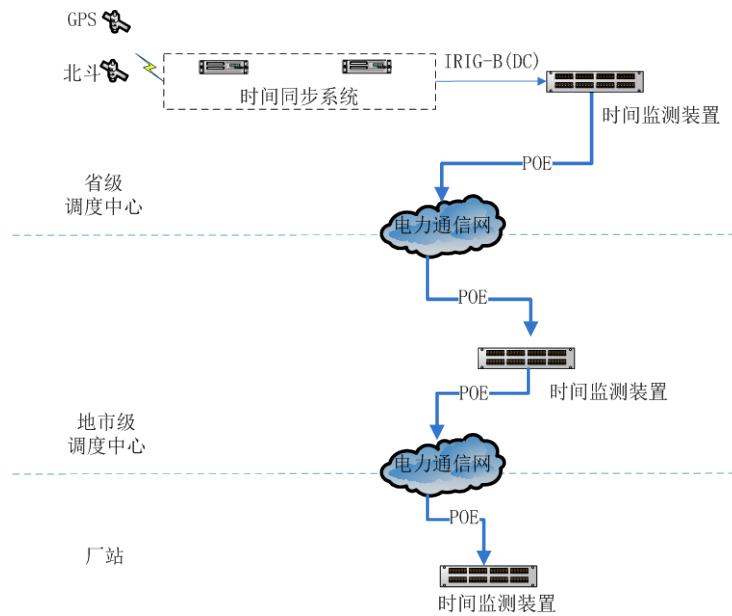 GPS
北斗
IRIG-B(DC)
时间同步系统
时间监测装置
POE
省级
调度中心
电力通信网
POE
时间监测装置
POE
地市级
调度中心
电力通信网
POE
厂站
时间监测装置